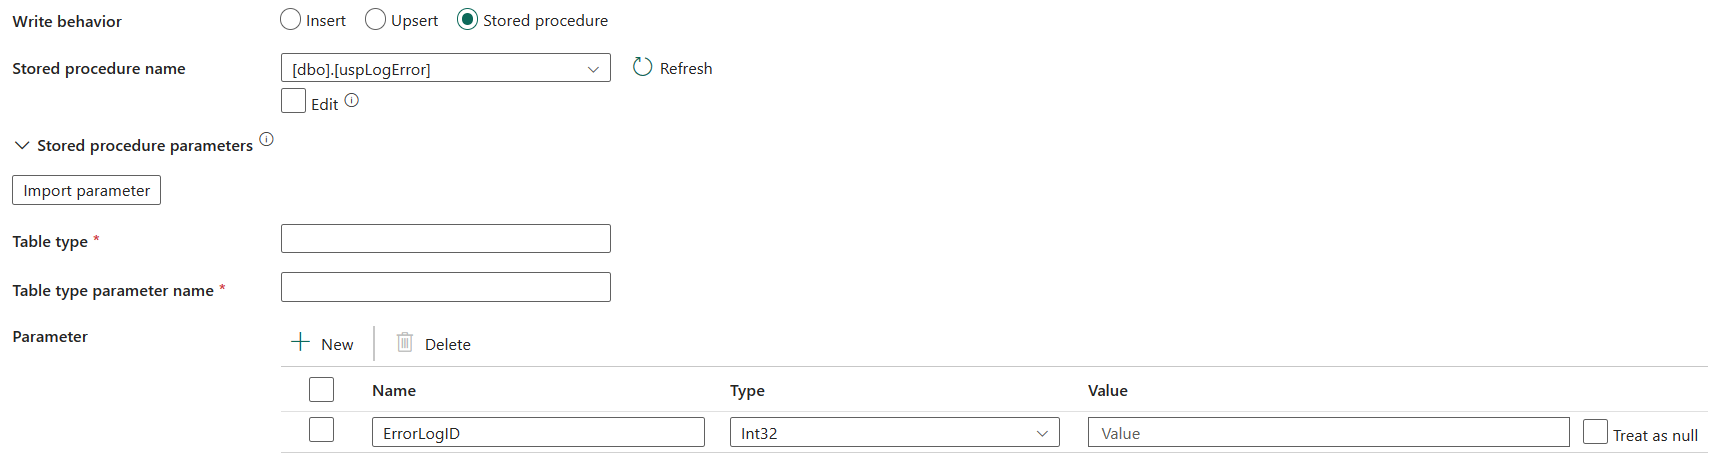 Write behavior Insert Upsert Stored procedure
Stored procedure name [dbo].[uspLogError] Refresh
Edit
Stored procedure parameters
Import parameter
Table type *
Table type parameter name *
Parameter New Delete
Name Type Value
ErrorLogID Int32 Value Treat as null